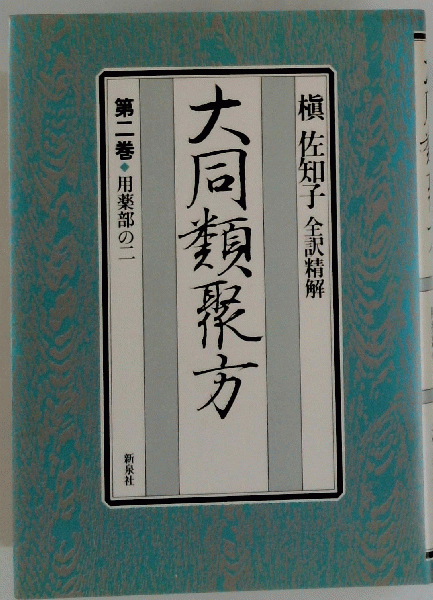 槇 佐知子 全訳精解
大同類聚方
第二巻◆用薬部の二
新泉社